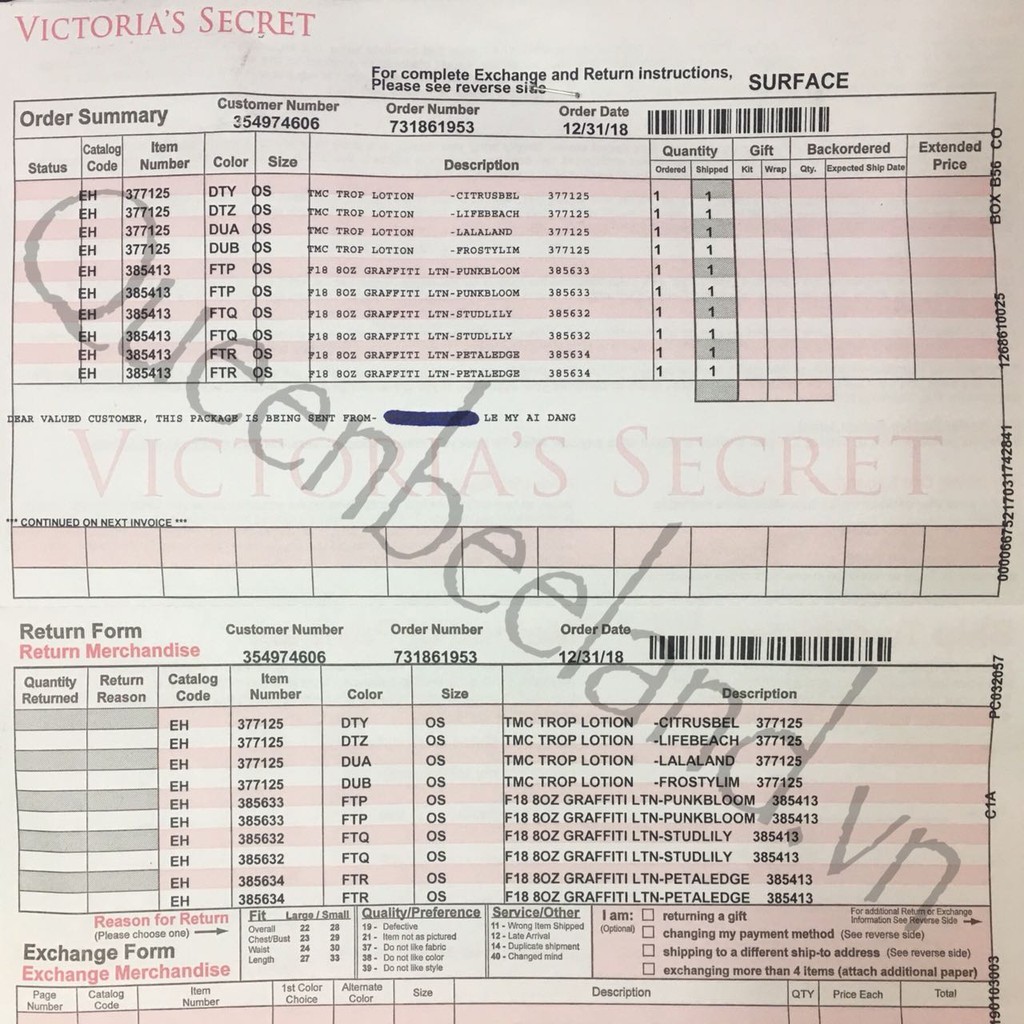 VICTORIA'S SECRET
For complete Exchange and Return instructions,
Please see reverse side
SURFACE
Order Summary
Customer Number
354974606
Order Number
731861953
Order Date
12/31/18
Status Catalog Code Item Number Color Size Description Quantity Ordered Shipped Gift Kit Wrap Backordered Qty. Expected Ship Date Extended Price
EH 377125 DTY OS TMC TROP LOTION -CITRUSBEL 377125 1 1
EH 377125 DTZ OS TMC TROP LOTION -LIFEBEACH 377125 1 1
EH 377125 DUA OS TMC TROP LOTION -LALALAND 377125 1 1
EH 377125 DUB OS TMC TROP LOTION -FROSTYLIM 377125 1 1
EH 385413 FTP OS F18 8OZ GRAFFITI LTN-PUNKBLOOM 385633 1 1
EH 385413 FTP OS F18 8OZ GRAFFITI LTN-PUNKBLOOM 385633 1 1
EH 385413 FTQ OS F18 8OZ GRAFFITI LTN-STUDLILY 385632 1 1
EH 385413 FTQ OS F18 8OZ GRAFFITI LTN-STUDLILY 385632 1 1
EH 385413 FTR OS F18 8OZ GRAFFITI LTN-PETALEDGE 385634 1 1
EH 385413 FTR OS F18 8OZ GRAFFITI LTN-PETALEDGE 385634 1 1
DEAR VALUED CUSTOMER, THIS PACKAGE IS BEING SENT FROM- LE MY AI DANG
VICTORIA'S SECRET
*** CONTINUED ON NEXT INVOICE ***
Queenbeeland.vn
BOX B56 CO
1268610025
00006675217031742841
PC032057
C1A
190103003
Return Form
Return Merchandise
Customer Number
354974606
Order Number
731861953
Order Date
12/31/18
Quantity Returned Return Reason Catalog Code Item Number Color Size Description
EH 377125 DTY OS TMC TROP LOTION -CITRUSBEL 377125
EH 377125 DTZ OS TMC TROP LOTION -LIFEBEACH 377125
EH 377125 DUA OS TMC TROP LOTION -LALALAND 377125
EH 377125 DUB OS TMC TROP LOTION -FROSTYLIM 377125
EH 385633 FTP OS F18 8OZ GRAFFITI LTN-PUNKBLOOM 385413
EH 385633 FTP OS F18 8OZ GRAFFITI LTN-PUNKBLOOM 385413
EH 385632 FTQ OS F18 8OZ GRAFFITI LTN-STUDLILY 385413
EH 385632 FTQ OS F18 8OZ GRAFFITI LTN-STUDLILY 385413
EH 385634 FTR OS F18 8OZ GRAFFITI LTN-PETALEDGE 385413
EH 385634 FTR OS F18 8OZ GRAFFITI LTN-PETALEDGE 385413
Reason for Return
(Please choose one)
Fit Large / Small
Overall 22 28
Chest/Bust 23 29
Waist 24 30
Length 27 33
Quality/Preference
19 - Defective
21 - Item not as pictured
37 - Do not like fabric
38 - Do not like color
39 - Do not like style
Service/Other
11 - Wrong Item Shipped
12 - Late Arrival
14 - Duplicate shipment
40 - Changed mind
I am:
(Optional)
returning a gift
changing my payment method (See reverse side)
shipping to a different ship-to address (See reverse side)
exchanging more than 4 items (attach additional paper)
For additional Return or Exchange
Information See Reverse Side
Exchange Form
Exchange Merchandise
Page Number Catalog Code Item Number 1st Color Choice Alternate Color Size Description QTY Price Each Total